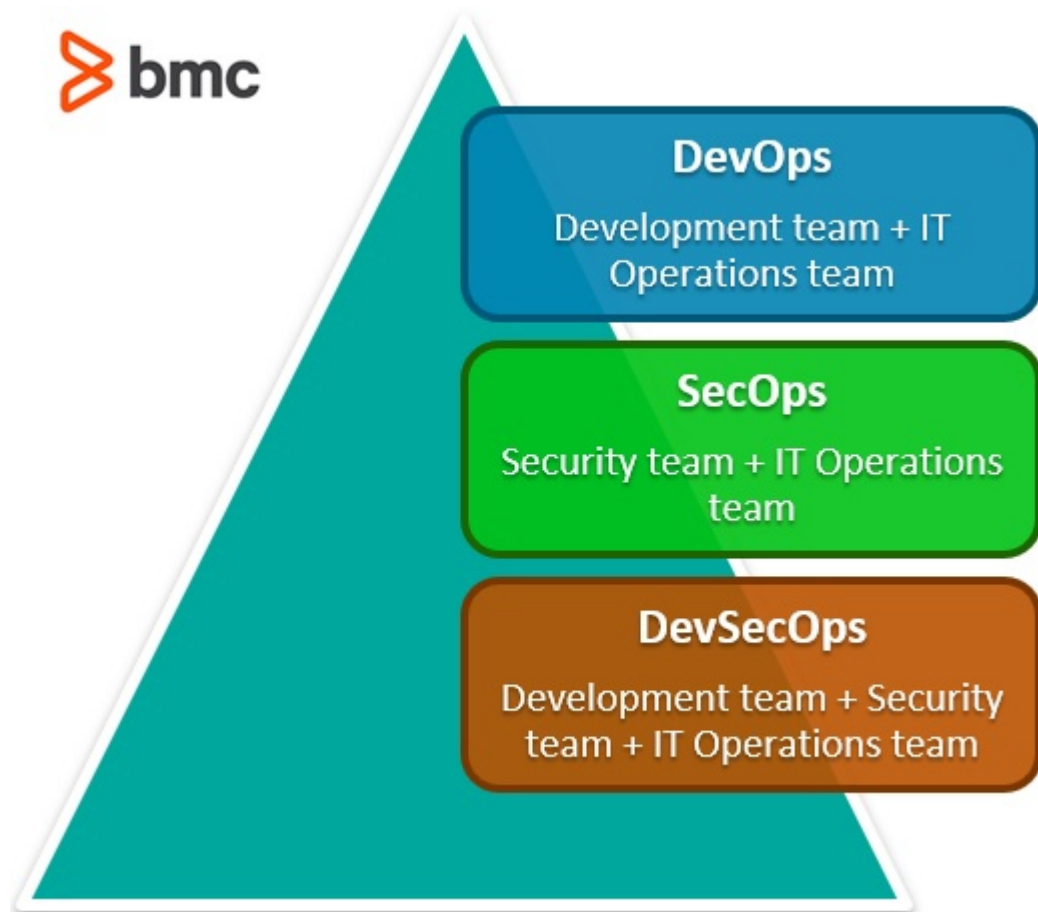 bmc
DevOps
Development team + IT
Operations team
SecOps
Security team + IT Operations
team
DevSecOps
Development team + Security
team + IT Operations team